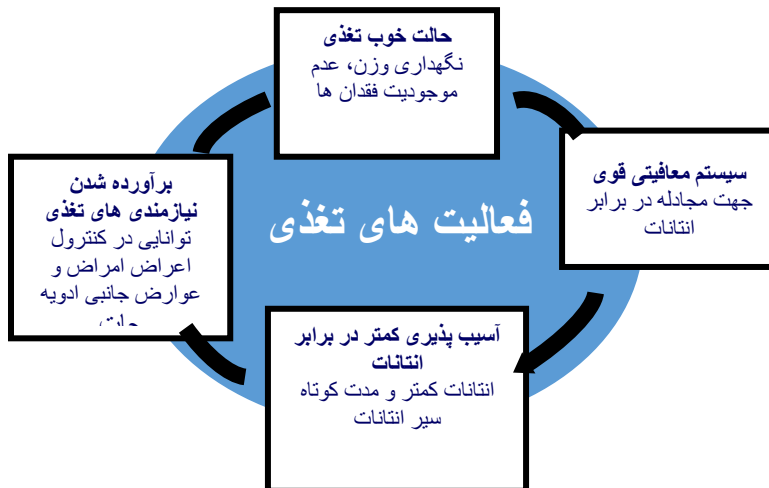 حالت خوب تغذی
نگهداری وزن، عدم
موجودیت فقدان ها
سیستم معافیتی قوی
جهت مجادله در برابر
انتانات
برآورده شدن
نیازمندی های تغذی
توانایی در کنترول
اعراض امراض و
عوارض جانبی ادویه
فعالیت های تغذی
آسیب پذیری کمتر در برابر
انتانات
انتانات کمتر و مدت کوتاه
سیر انتانات